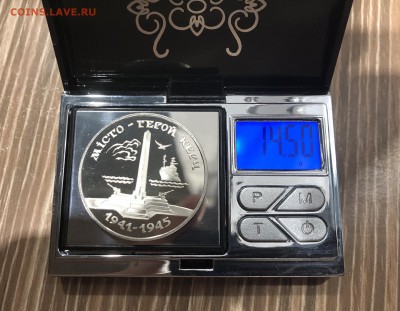 COINS.LAVE.RU
МІСТО - ГЕРОЙ КЕРЧ
1941-1945
14.50
P M
T